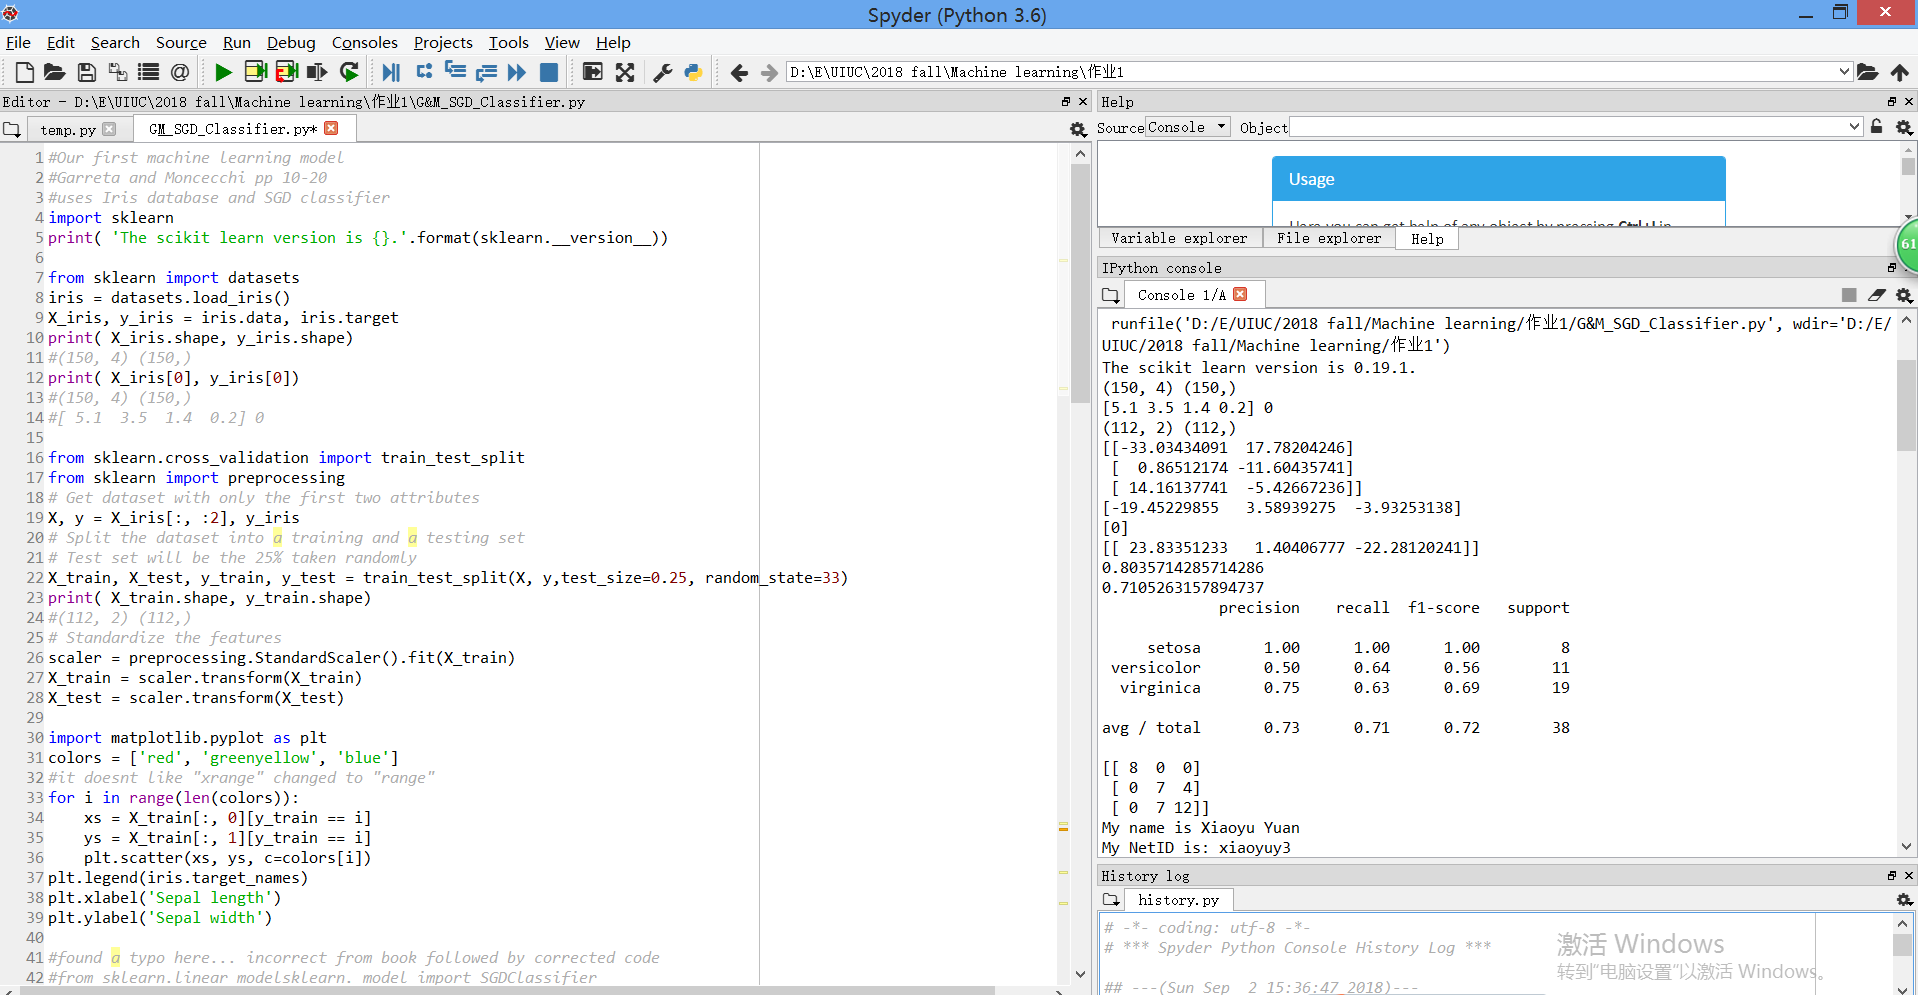 Spyder (Python 3.6)
File Edit Search Source Run Debug Consoles Projects Tools View Help
D:\E\UIUC\2018 fall\Machine learning\作业1
Editor - D:\E\UIUC\2018 fall\Machine learning\作业1\G&M_SGD_Classifier.py
temp.py
GM_SGD_Classifier.py*
1 #Our first machine learning model
2 #Garreta and Moncecchi pp 10-20
3 #uses Iris database and SGD classifier
4 import sklearn
5 print( 'The scikit learn version is {}.'.format(sklearn.__version__))
6
7 from sklearn import datasets
8 iris = datasets.load_iris()
9 X_iris, y_iris = iris.data, iris.target
10 print( X_iris.shape, y_iris.shape)
11 #(150, 4) (150,)
12 print( X_iris[0], y_iris[0])
13 #(150, 4) (150,)
14 #[ 5.1  3.5  1.4  0.2] 0
15
16 from sklearn.cross_validation import train_test_split
17 from sklearn import preprocessing
18 # Get dataset with only the first two attributes
19 X, y = X_iris[:, :2], y_iris
20 # Split the dataset into a training and a testing set
21 # Test set will be the 25% taken randomly
22 X_train, X_test, y_train, y_test = train_test_split(X, y,test_size=0.25, random_state=33)
23 print( X_train.shape, y_train.shape)
24 #(112, 2) (112,)
25 # Standardize the features
26 scaler = preprocessing.StandardScaler().fit(X_train)
27 X_train = scaler.transform(X_train)
28 X_test = scaler.transform(X_test)
29
30 import matplotlib.pyplot as plt
31 colors = ['red', 'greenyellow', 'blue']
32 #it doesnt like "xrange" changed to "range"
33 for i in range(len(colors)):
34     xs = X_train[:, 0][y_train == i]
35     ys = X_train[:, 1][y_train == i]
36     plt.scatter(xs, ys, c=colors[i])
37 plt.legend(iris.target_names)
38 plt.xlabel('Sepal length')
39 plt.ylabel('Sepal width')
40
41 #found a typo here... incorrect from book followed by corrected code
42 #from sklearn.linear modelsklearn. model import SGDClassifier
Help
Source Console Object
Usage
Here you can get help of any object by pressing Ctrl+I in
Variable explorer File explorer Help
61
IPython console
Console 1/A
runfile('D:/E/UIUC/2018 fall/Machine learning/作业1/G&M_SGD_Classifier.py', wdir='D:/E/
UIUC/2018 fall/Machine learning/作业1')
The scikit learn version is 0.19.1.
(150, 4) (150,)
[5.1 3.5 1.4 0.2] 0
(112, 2) (112,)
[[-33.03434091  17.78204246]
 [  0.86512174 -11.60435741]
 [ 14.16137741  -5.42667236]]
[-19.45229855   3.58939275  -3.93253138]
[0]
[[ 23.83351233   1.40406777 -22.28120241]]
0.8035714285714286
0.7105263157894737
precision    recall  f1-score   support
setosa       1.00      1.00      1.00         8
versicolor       0.50      0.64      0.56        11
virginica       0.75      0.63      0.69        19
avg / total       0.73      0.71      0.72        38
[[ 8  0  0]
 [ 0  7  4]
 [ 0  7 12]]
My name is Xiaoyu Yuan
My NetID is: xiaoyuy3
History log
history.py
# -*- coding: utf-8 -*-
# *** Spyder Python Console History Log ***
## ---(Sun Sep  2 15:36:47 2018)---
激活 Windows
转到“电脑设置”以激活 Windows。